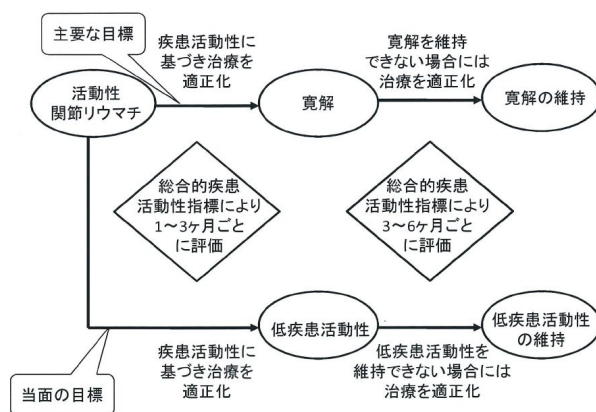 主要な目標
疾患活動性に
基づき治療を
適正化
寛解を維持
できない場合には
治療を適正化
活動性
関節リウマチ
寛解
寛解の維持
総合的疾患
活動性指標により
1～3ヶ月ごと
に評価
総合的疾患
活動性指標により
3～6ヶ月ごと
に評価
低疾患活動性
低疾患活動性
の維持
当面の目標
疾患活動性に
基づき治療を
適正化
低疾患活動性を
維持できない場合には
治療を適正化